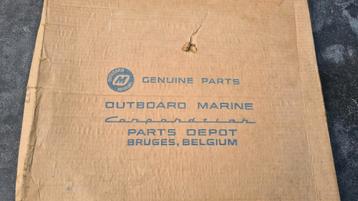 M
GENUINE PARTS
OUTBOARD MARINE
Corporation
PARTS DEPOT
BRUGES, BELGIUM